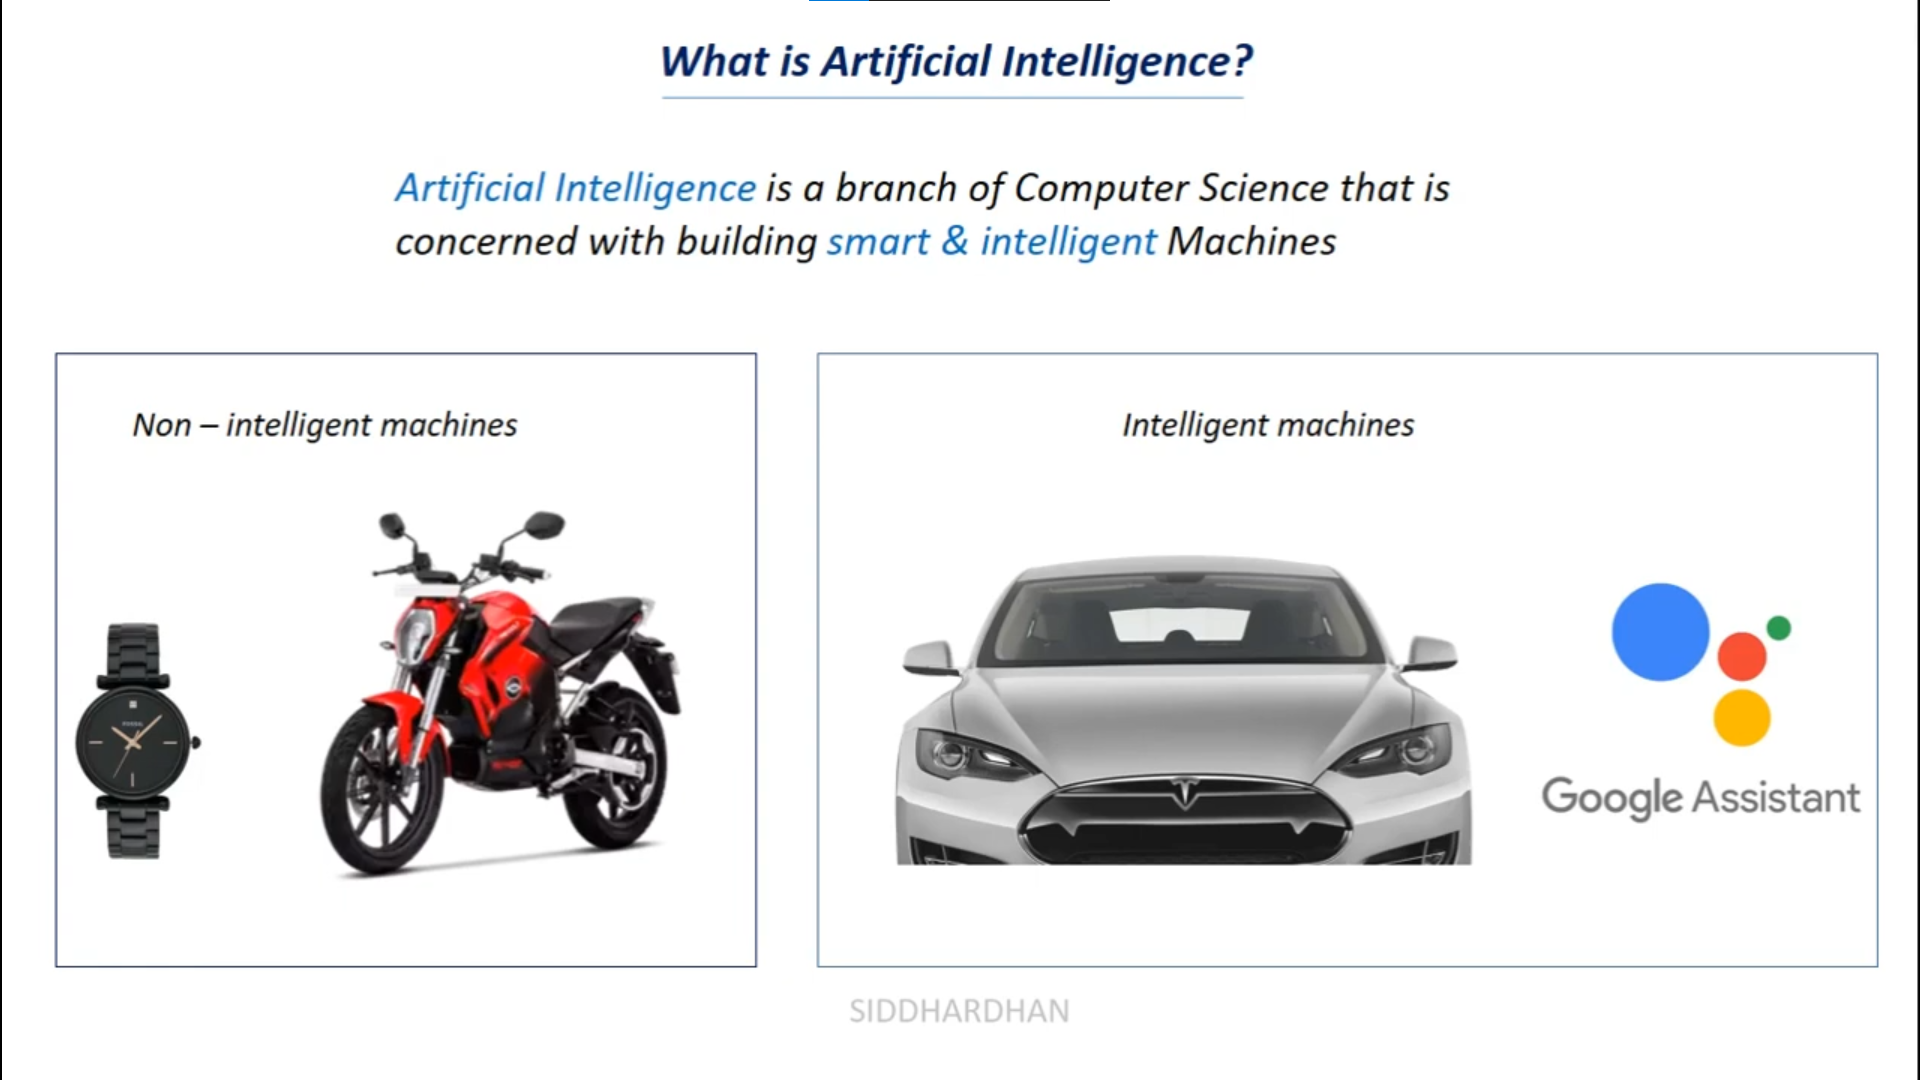 What is Artificial Intelligence?
Artificial Intelligence is a branch of Computer Science that is
concerned with building smart & intelligent Machines
Non – intelligent machines
Intelligent machines
FOSSIL
Google Assistant
SIDDHARDHAN